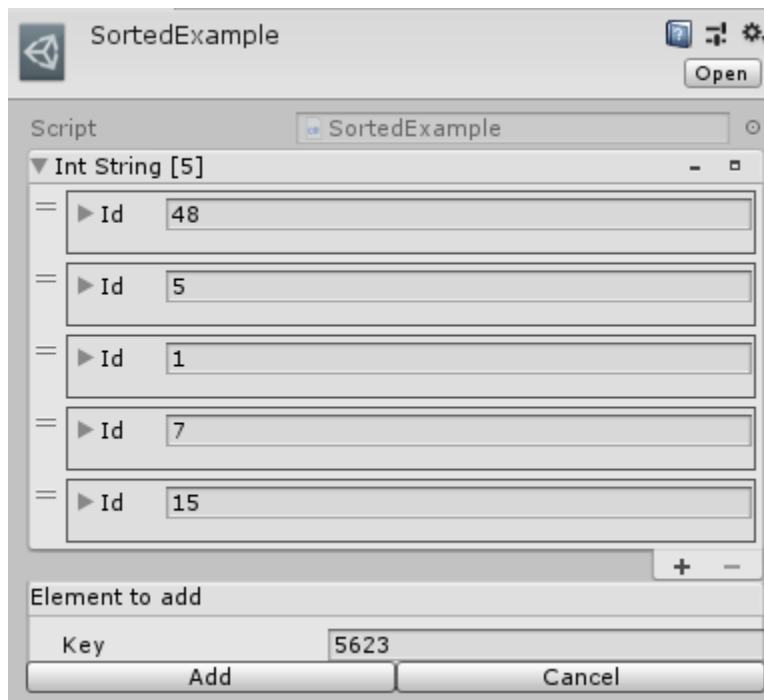 SortedExample
Open
Script SortedExample
Int String [5]
Id 48
Id 5
Id 1
Id 7
Id 15
Element to add
Key 5623
Add Cancel